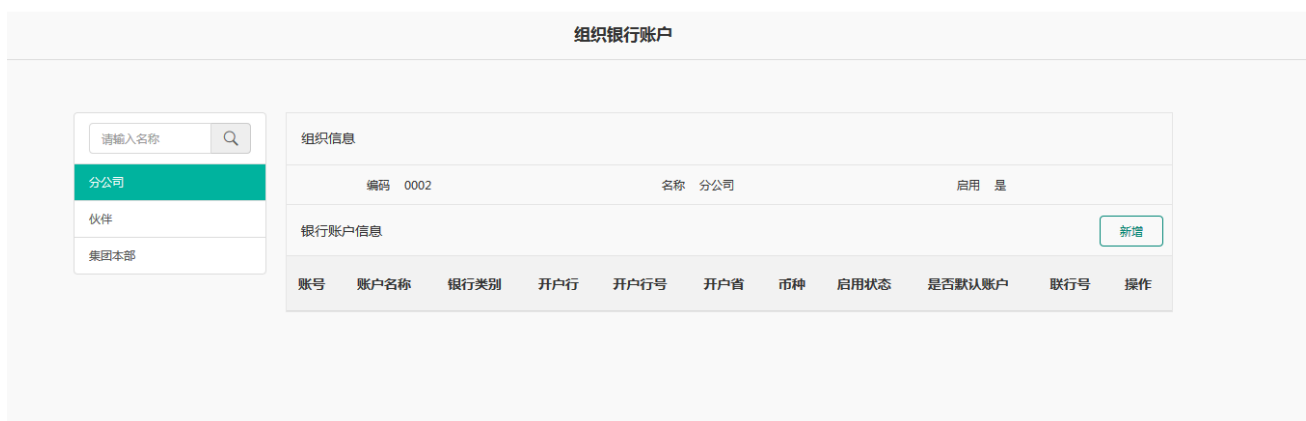 组织银行账户
请输入名称
分公司
伙伴
集团本部
组织信息
编码 0002 名称 分公司 启用 是
银行账户信息 新增
账号 账户名称 银行类别 开户行 开户行号 开户省 币种 启用状态 是否默认账户 联行号 操作